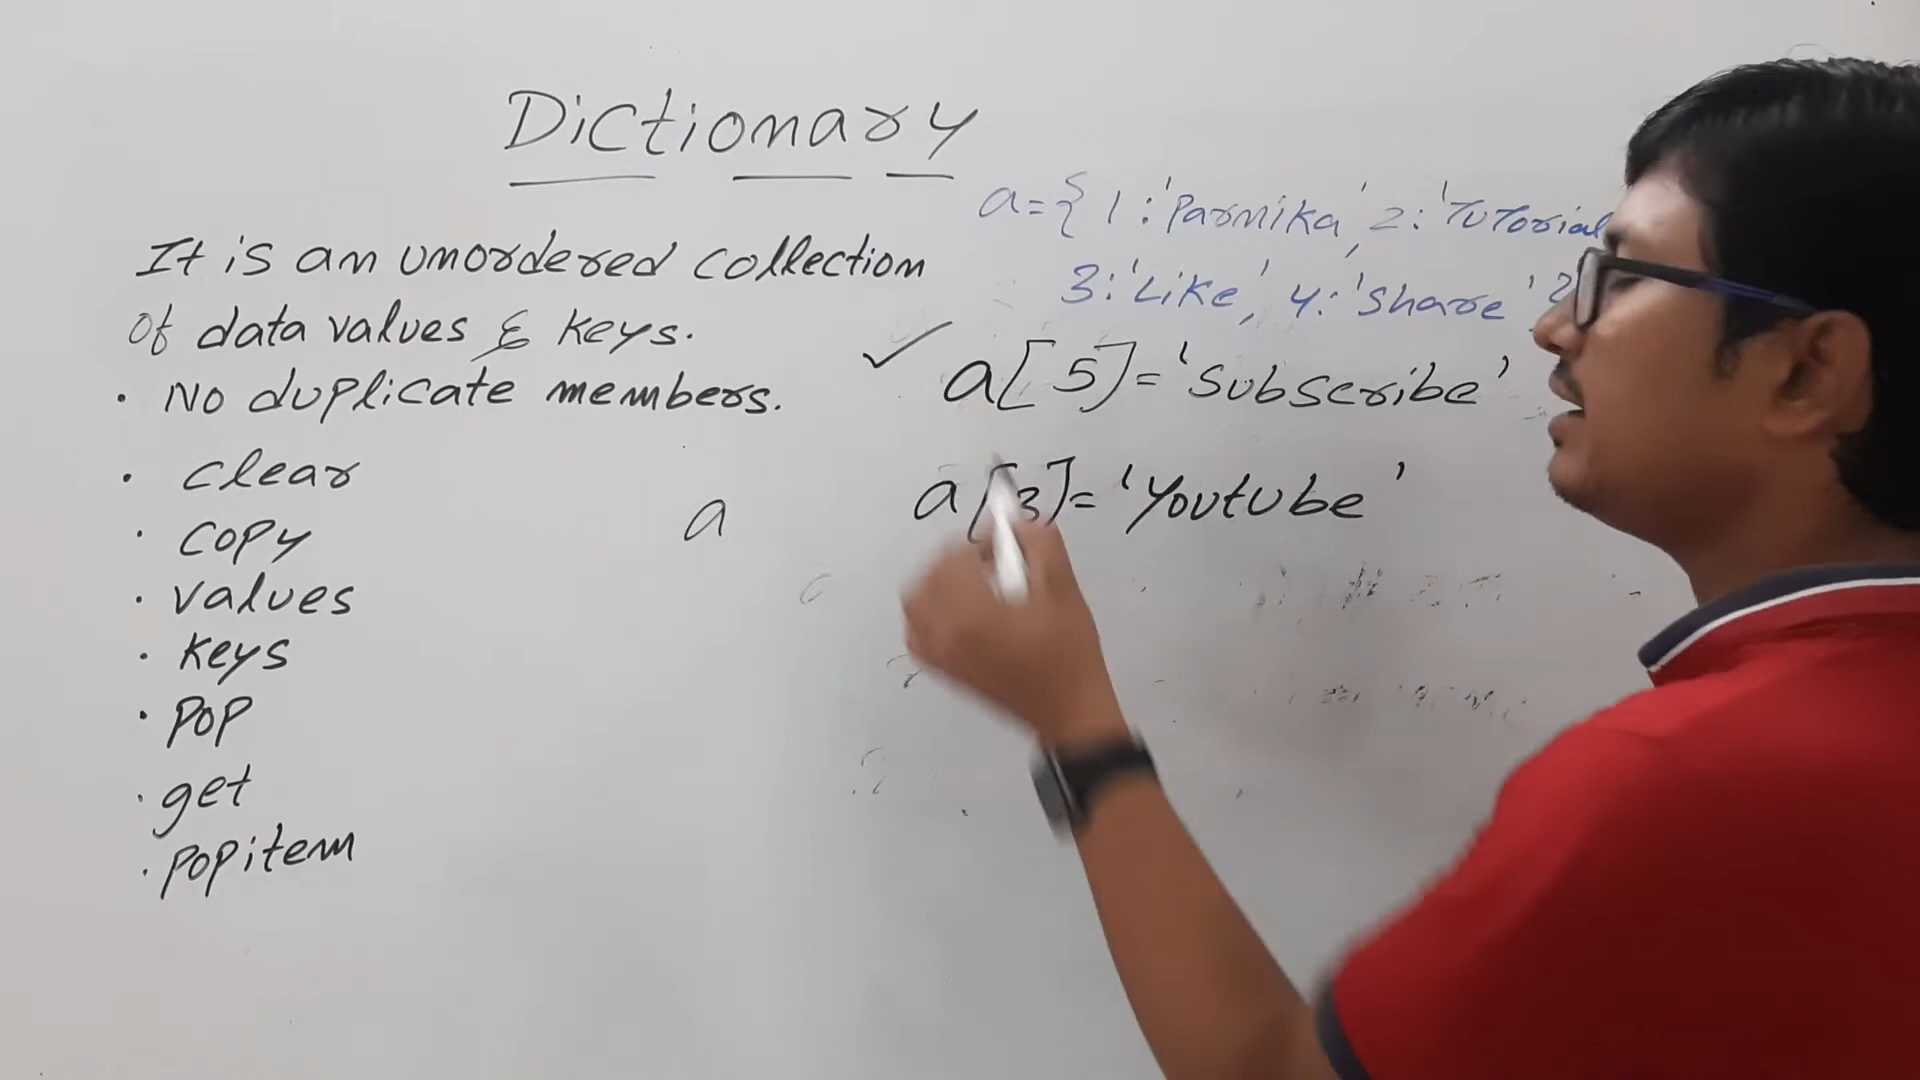 Dictionary
It is an unordered collection
of data values & keys.
• No duplicate members.
• clear
• copy
• values
• keys
• pop
• get
• popitem
a={ 1:'Parnika', 2:'Tutorial
3:'Like', 4:'Share'
✓ a[5]='Subscribe'
a[3]='Youtube'
a